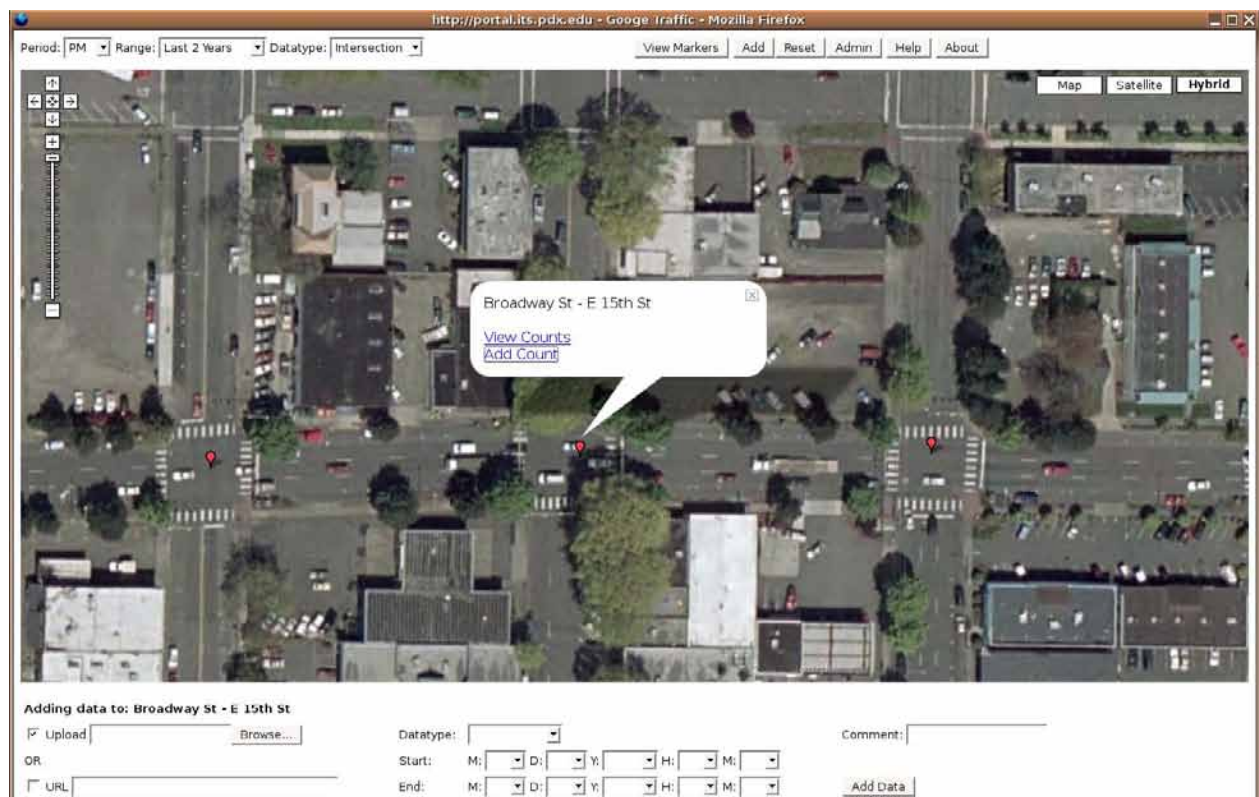 http://portal.its.pdx.edu - Googe Traffic - Mozilla Firefox
Period: PM Range: Last 2 Years Datatype: Intersection View Markers Add Reset Admin Help About
Map Satellite Hybrid
Broadway St - E 15th St
View Counts
Add Count
Adding data to: Broadway St - E 15th St
Upload Browse... Datatype: Comment:
OR Start: M: D: Y: H: M:
URL End: M: D: Y: H: M: Add Data